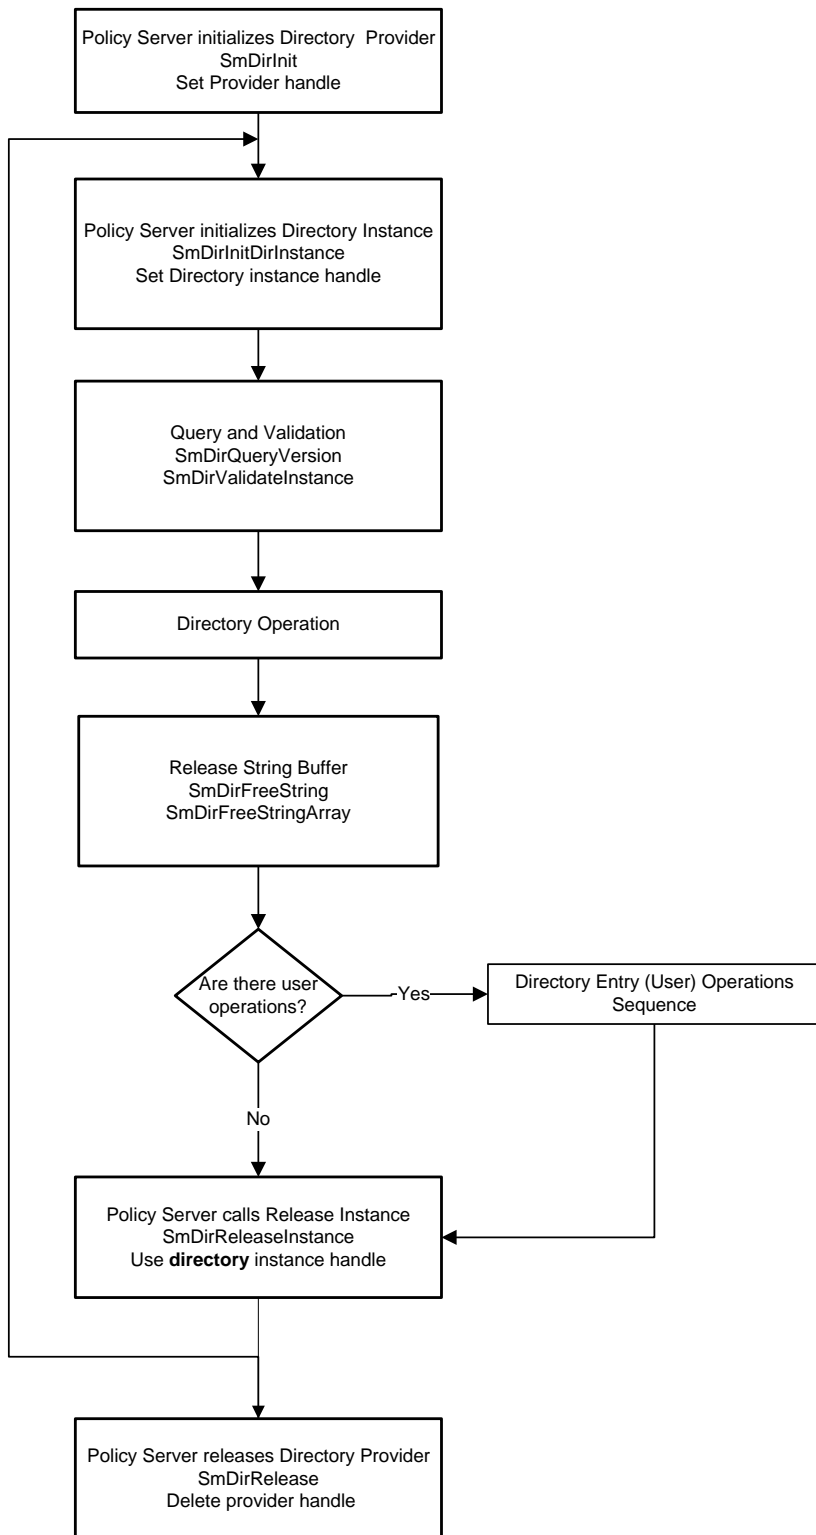 Policy Server initializes Directory Provider
SmDirInit
Set Provider handle
Policy Server initializes Directory Instance
SmDirInitDirInstance
Set Directory instance handle
Query and Validation
SmDirQueryVersion
SmDirValidateInstance
Directory Operation
Release String Buffer
SmDirFreeString
SmDirFreeStringArray
Are there user
operations?
Yes
Directory Entry (User) Operations
Sequence
No
Policy Server calls Release Instance
SmDirReleaseInstance
Use directory instance handle
Policy Server releases Directory Provider
SmDirRelease
Delete provider handle